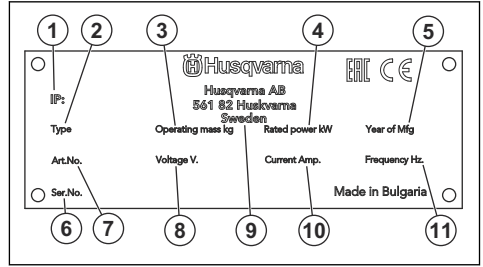 1 2 3 4 5
Husqvarna EAC CE
IP:
Husqvarna AB
561 82 Huskvarna
Sweden
Type Operating mass kg Rated power kW Year of Mfg
Art.No. Voltage V. Current Amp. Frequency Hz.
Ser.No. Made in Bulgaria
6 7 8 9 10 11